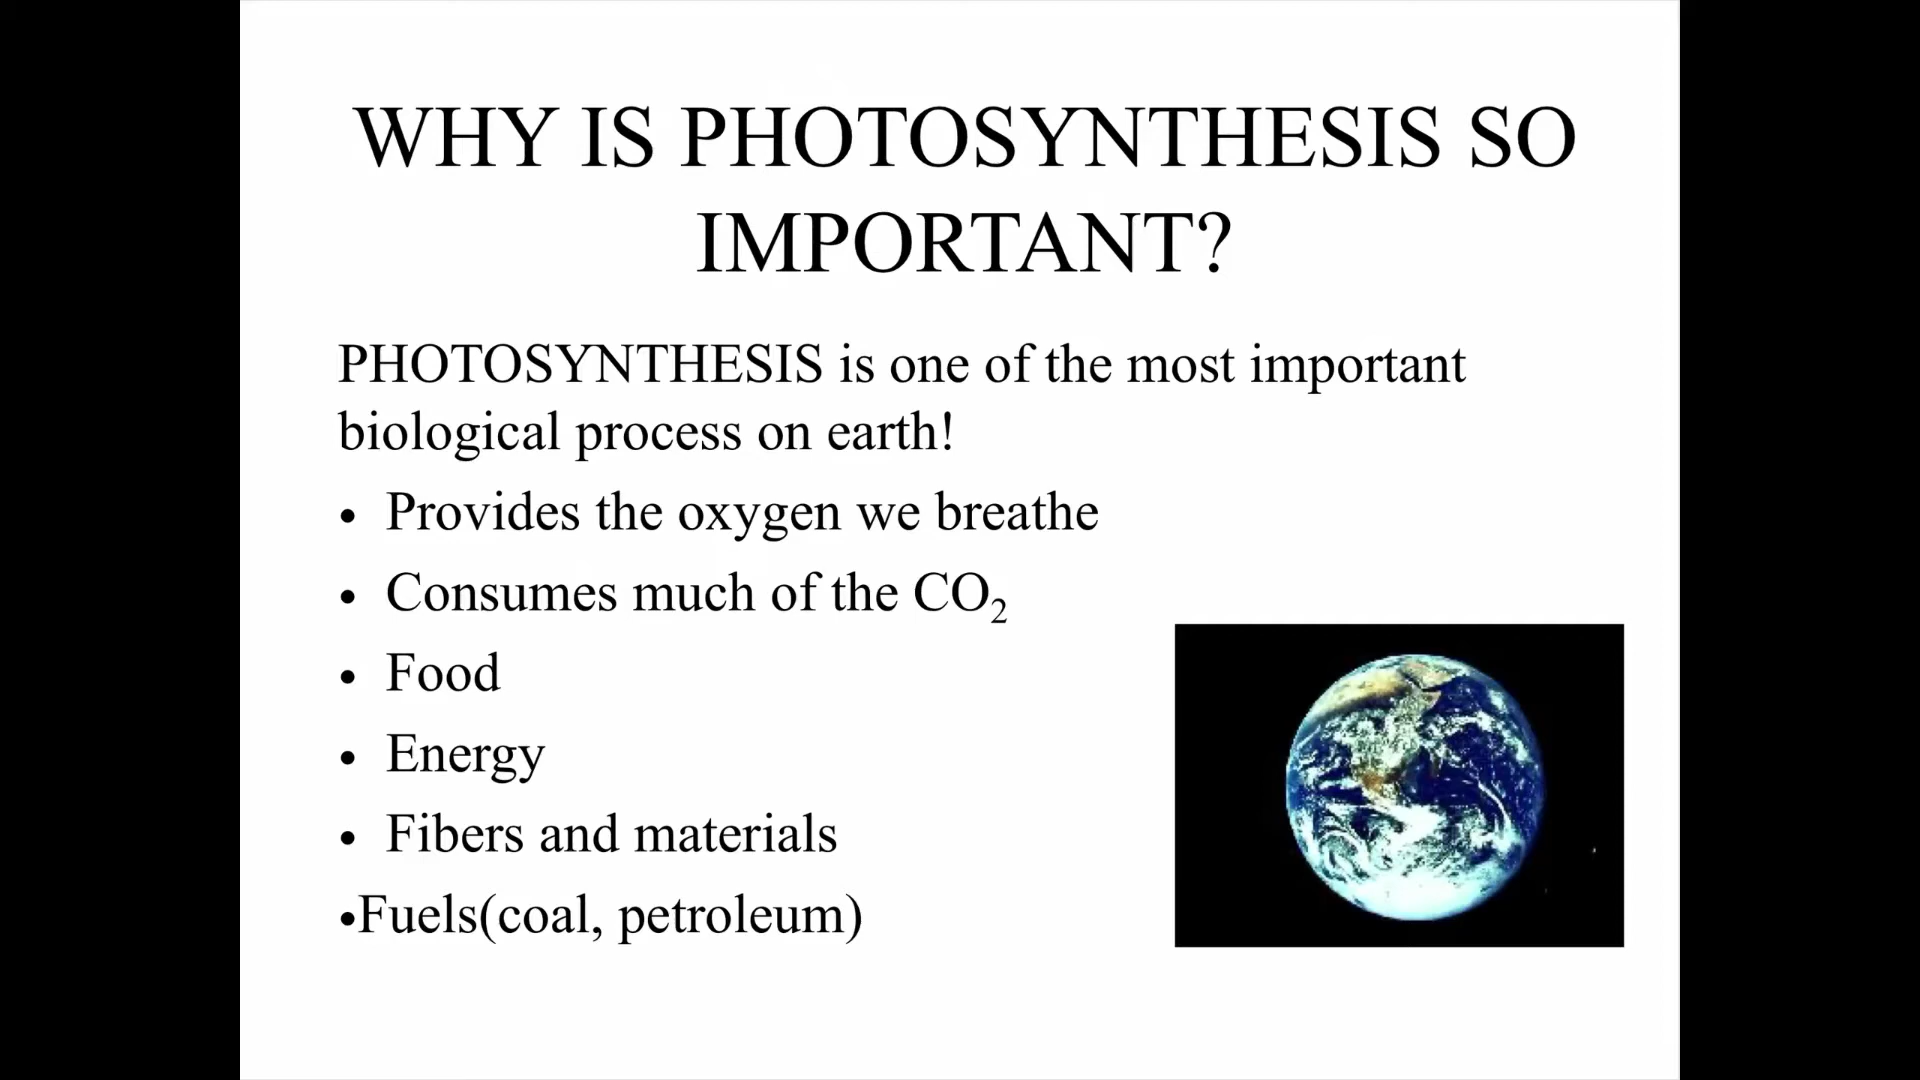 WHY IS PHOTOSYNTHESIS SO
IMPORTANT?
PHOTOSYNTHESIS is one of the most important
biological process on earth!
• Provides the oxygen we breathe
• Consumes much of the CO₂
• Food
• Energy
• Fibers and materials
•Fuels(coal, petroleum)